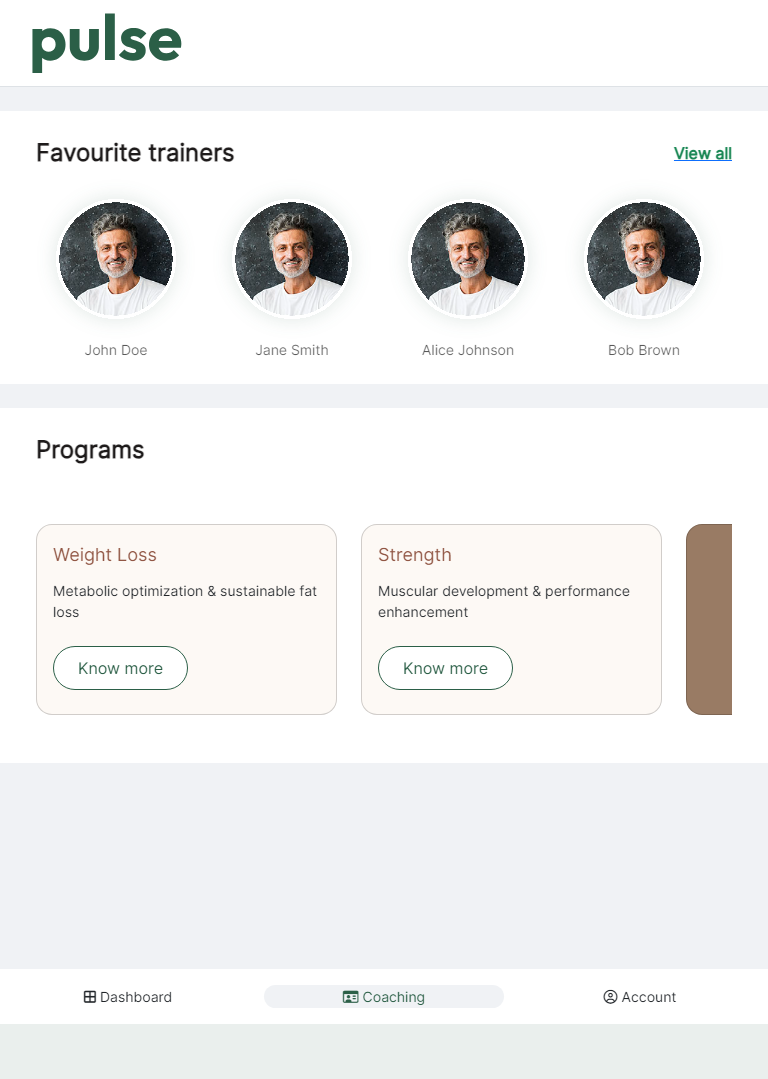 pulse
Favourite trainers
View all
John Doe
Jane Smith
Alice Johnson
Bob Brown
Programs
Weight Loss
Metabolic optimization & sustainable fat
loss
Know more
Strength
Muscular development & performance
enhancement
Know more
Dashboard
Coaching
Account